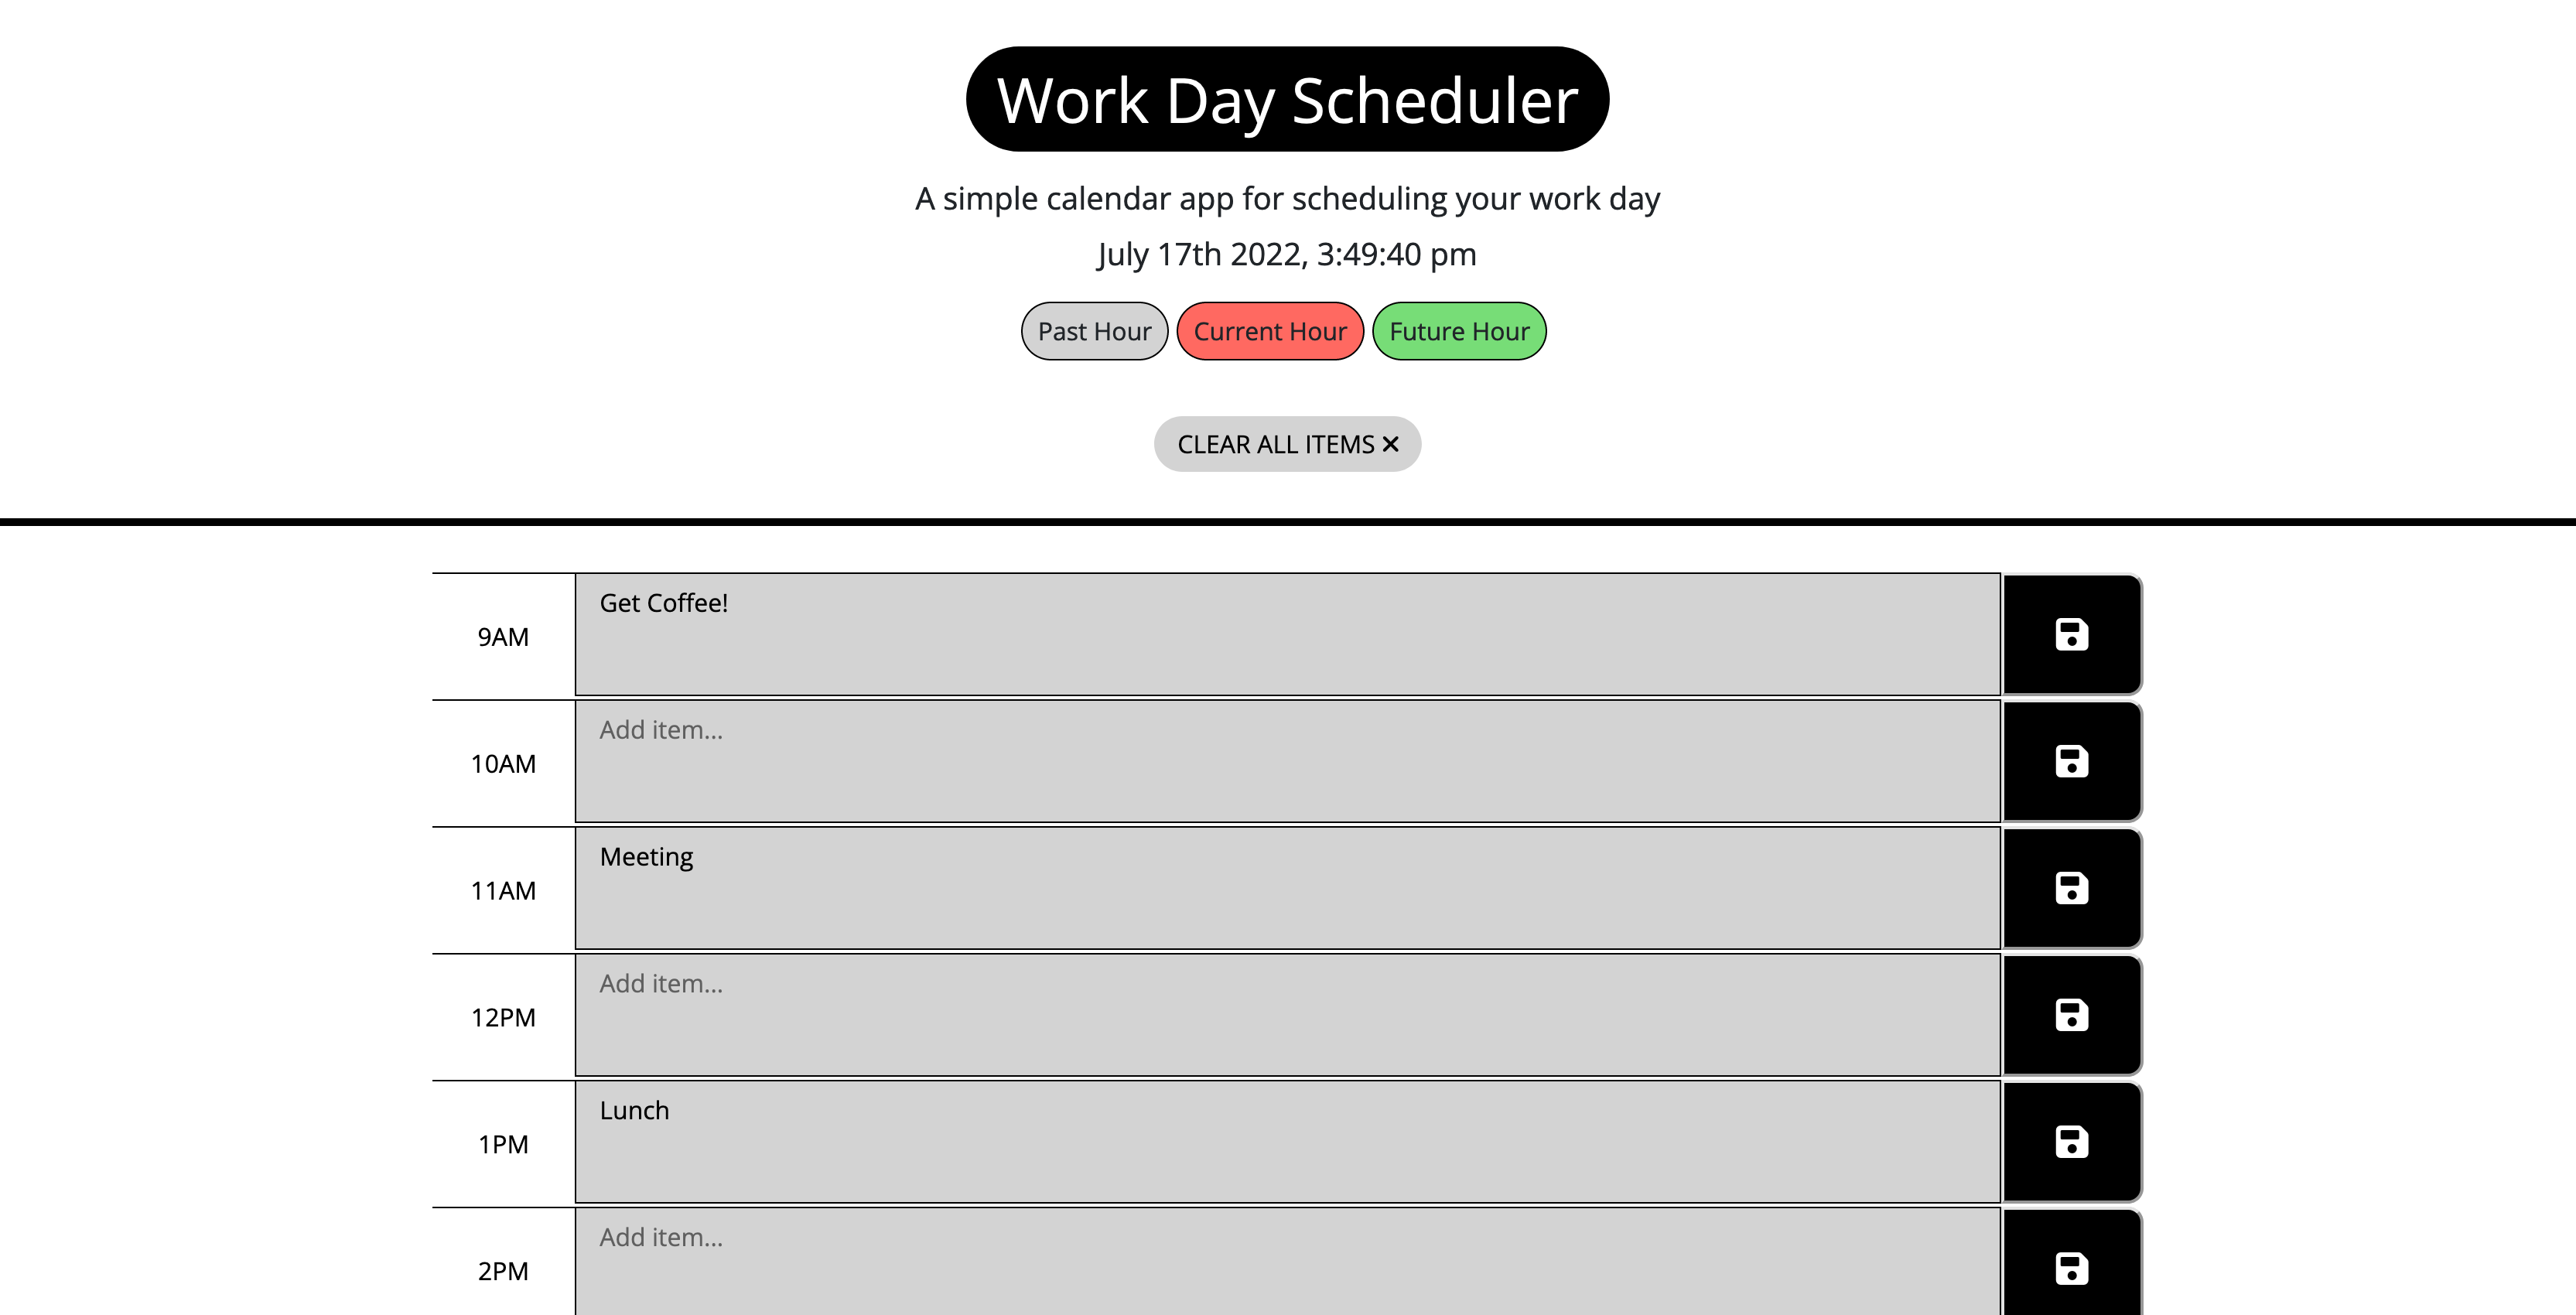 Work Day Scheduler
A simple calendar app for scheduling your work day
July 17th 2022, 3:49:40 pm
Past Hour Current Hour Future Hour
CLEAR ALL ITEMS
9AM Get Coffee!
10AM Add item...
11AM Meeting
12PM Add item...
1PM Lunch
2PM Add item...